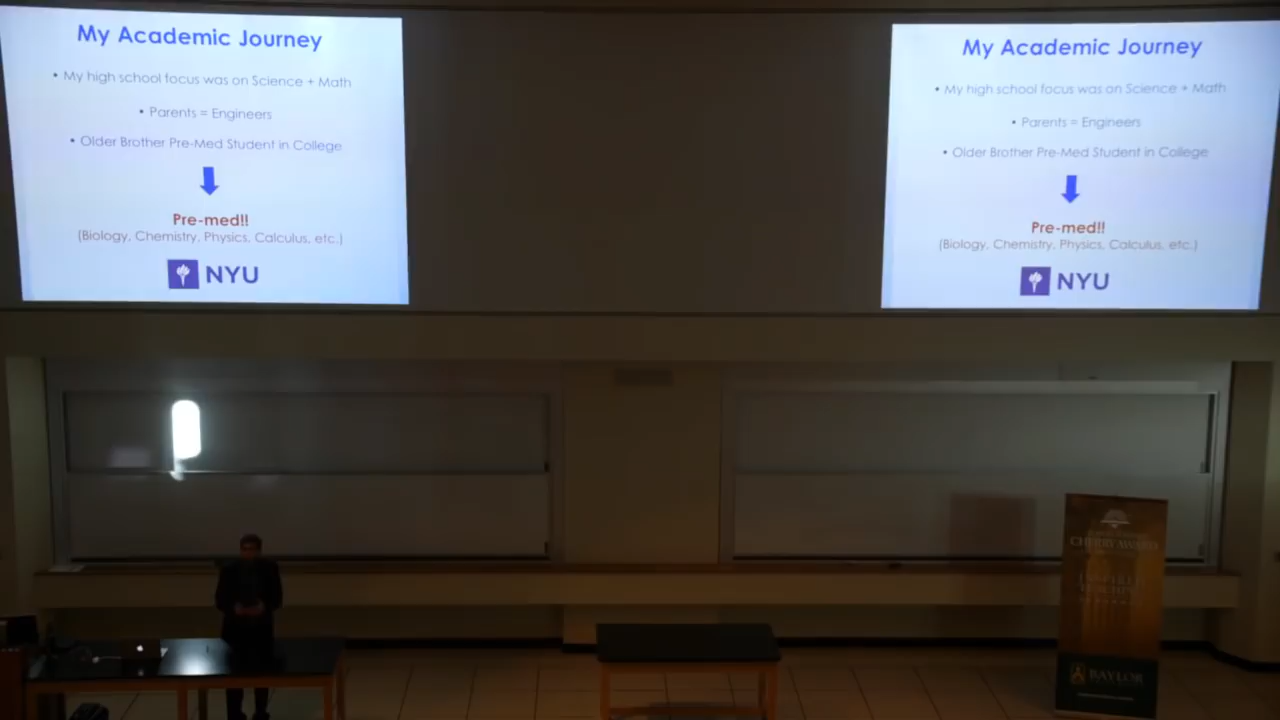 My Academic Journey
• My high school focus was on Science + Math
• Parents = Engineers
• Older Brother Pre-Med Student in College
Pre-med!!
(Biology, Chemistry, Physics, Calculus, etc.)
NYU
My Academic Journey
• My high school focus was on Science + Math
• Parents = Engineers
• Older Brother Pre-Med Student in College
Pre-med!!
(Biology, Chemistry, Physics, Calculus, etc.)
NYU
CHERRY AWARD
BAYLOR